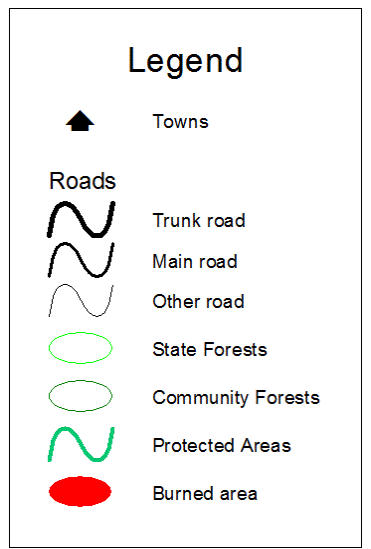 Legend
Towns
Roads
Trunk road
Main road
Other road
State Forests
Community Forests
Protected Areas
Burned area